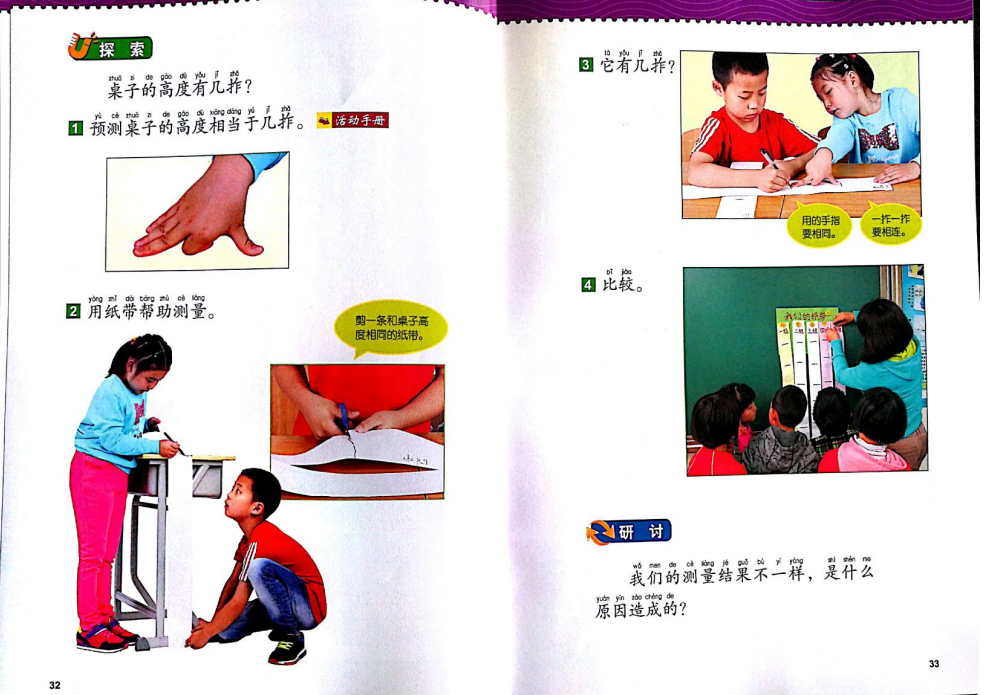 探 索
zhuō zi de gāo dù yǒu jǐ zhǎ
桌子的高度有几拃？
yù cè zhuō zi de gāo dù xiāng dāng yú jǐ zhǎ
1 预测桌子的高度相当于几拃。 活动手册
yòng zhǐ dài bāng zhù cè liáng
2 用纸带帮助测量。
剪一条和桌子高
度相同的纸带。
32
tā yǒu jǐ zhǎ
3 它有几拃？
用的手指
要相同。
一拃一拃
要相连。
bǐ jiào
4 比较。
我们的纸带
研 讨
wǒ men de cè liáng jié guǒ bù yí yàng shì shén me
我们的测量结果不一样，是什么
yuán yīn zào chéng de
原因造成的？
33